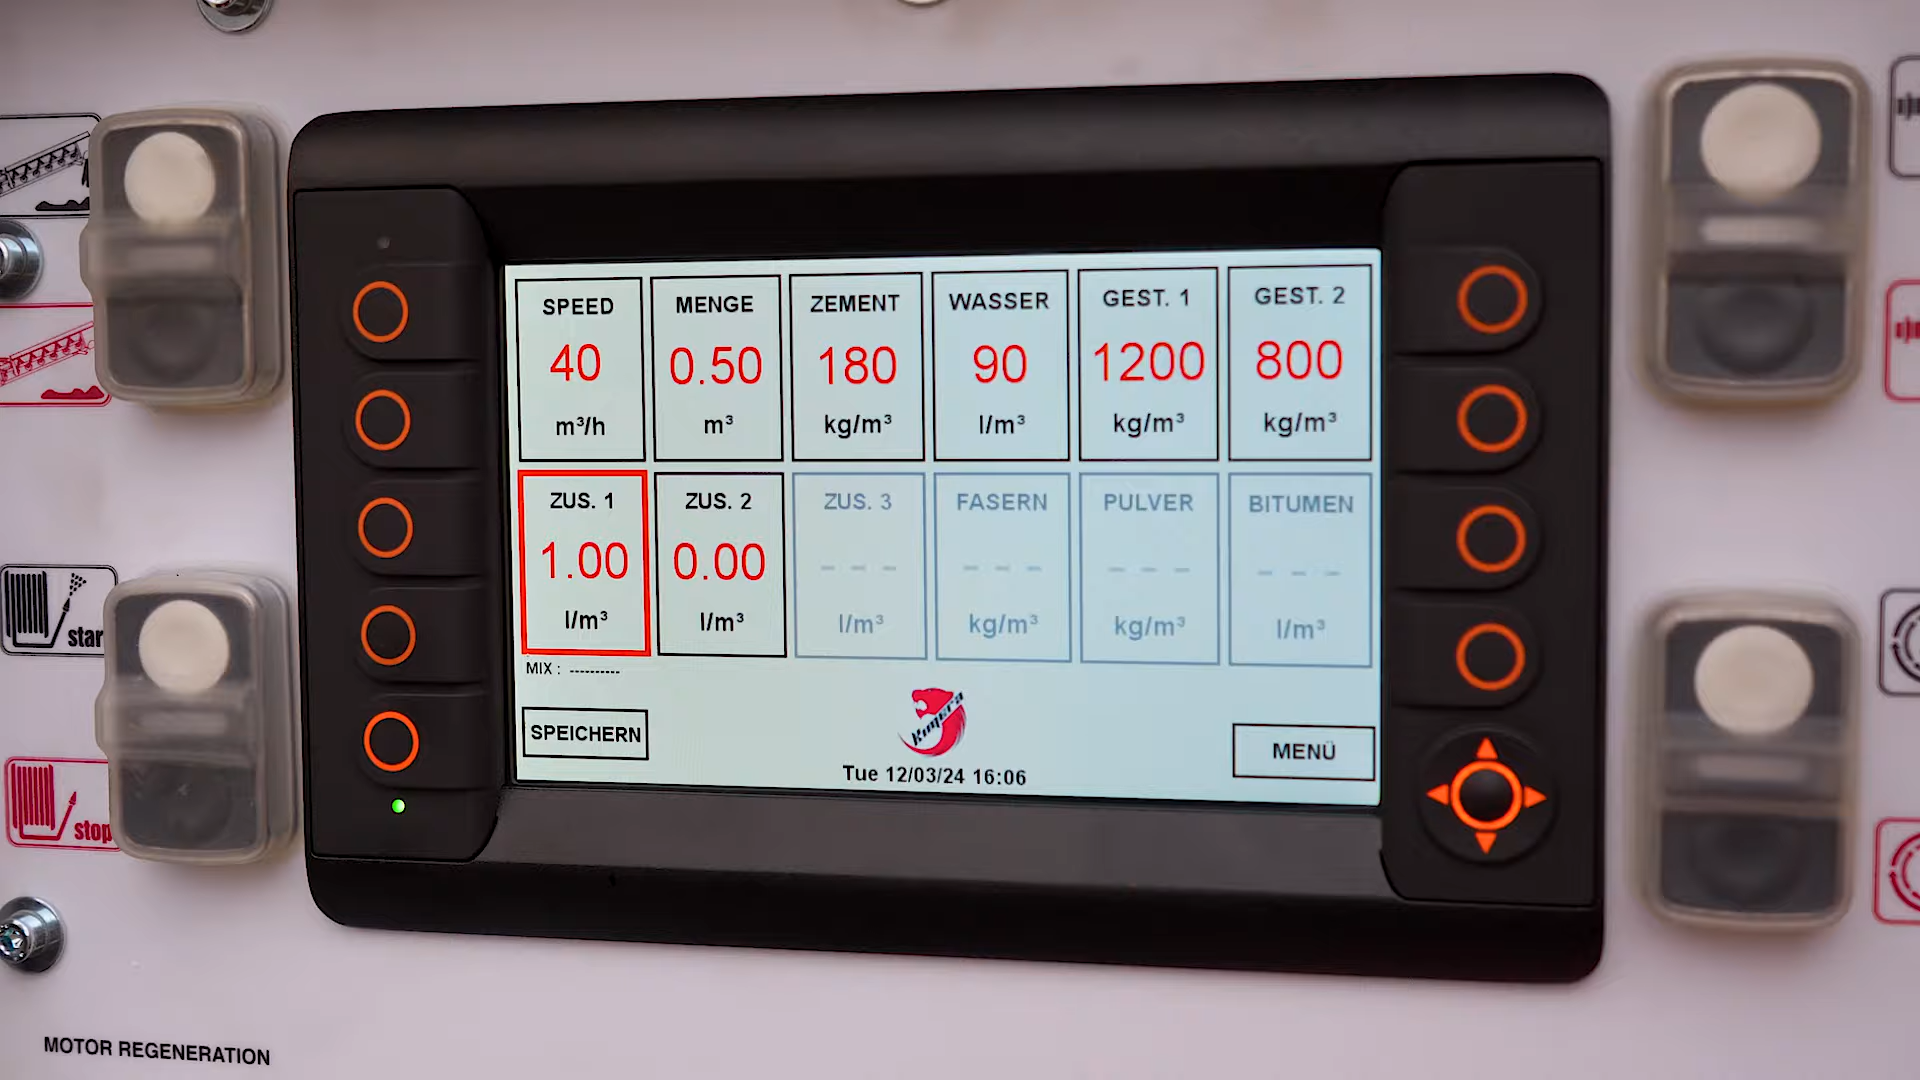 SPEED
40
m³/h
MENGE
0.50
m³
ZEMENT
180
kg/m³
WASSER
90
l/m³
GEST. 1
1200
kg/m³
GEST. 2
800
kg/m³
ZUS. 1
1.00
l/m³
ZUS. 2
0.00
l/m³
ZUS. 3
- - -
l/m³
FASERN
- - -
kg/m³
PULVER
- - -
kg/m³
BITUMEN
- - -
l/m³
MIX : ----------
SPEICHERN
Kimera
Tue 12/03/24 16:06
MENÜ
star
stop
MOTOR REGENERATION